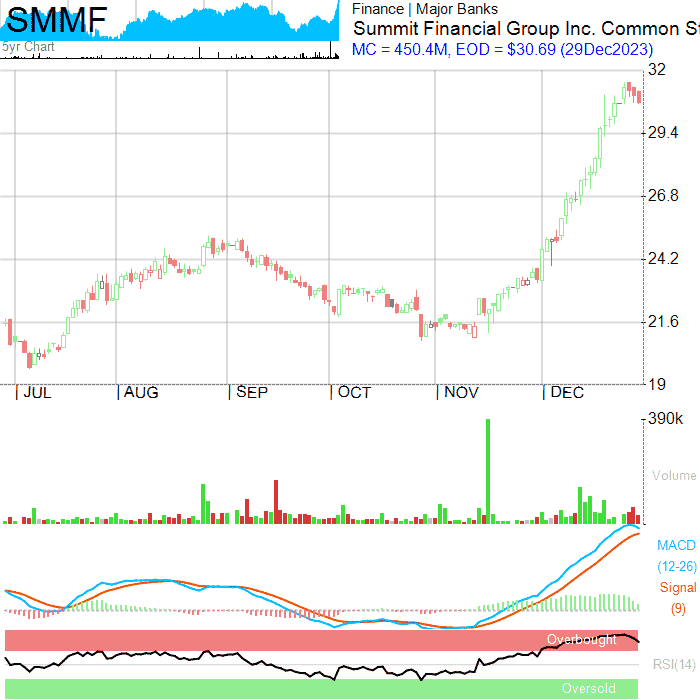 SMMF
5yr Chart
Finance | Major Banks
Summit Financial Group Inc. Common St
MC = 450.4M, EOD = $30.69 (29Dec2023)
32
29.4
26.8
24.2
21.6
19
JUL AUG SEP OCT NOV DEC
390k
Volume
MACD
(12-26)
Signal
(9)
Overbought
RSI(14)
Oversold